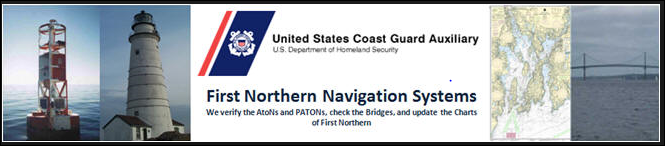 United States Coast Guard Auxiliary
U.S. Department of Homeland Security
First Northern Navigation Systems
We verify the AtoNs and PATONs, check the Bridges, and update the Charts
of First Northern